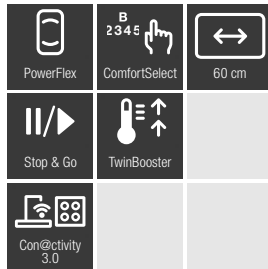 B
2345
PowerFlex
ComfortSelect
60 cm
Stop & Go
TwinBooster
Con@ctivity
3.0